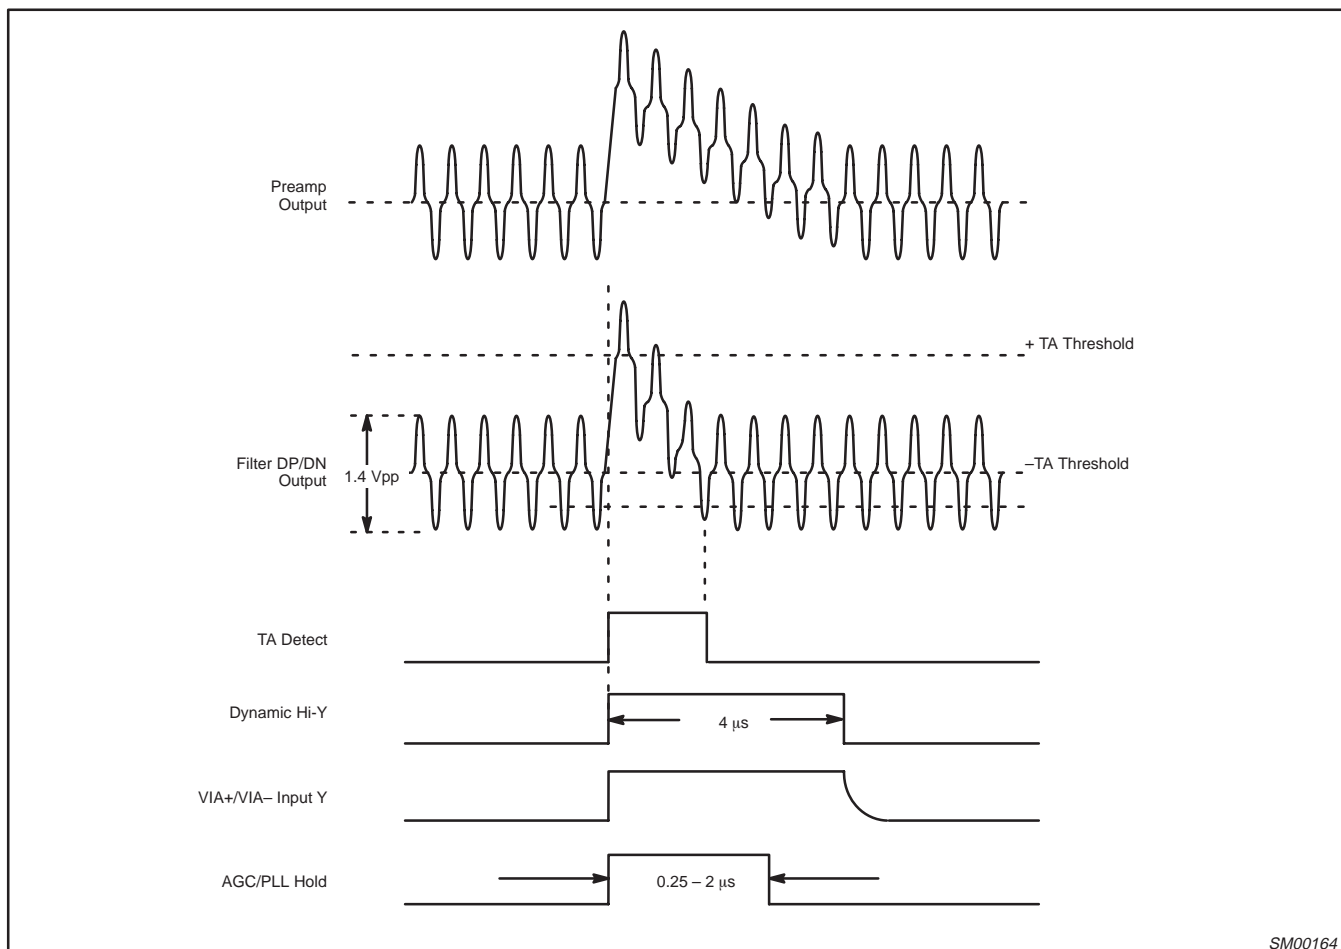 Preamp
Output
+ TA Threshold
Filter DP/DN
Output
1.4 Vpp
–TA Threshold
TA Detect
Dynamic Hi-Y
4 μs
VIA+/VIA– Input Y
AGC/PLL Hold
0.25 – 2 μs
SM00164